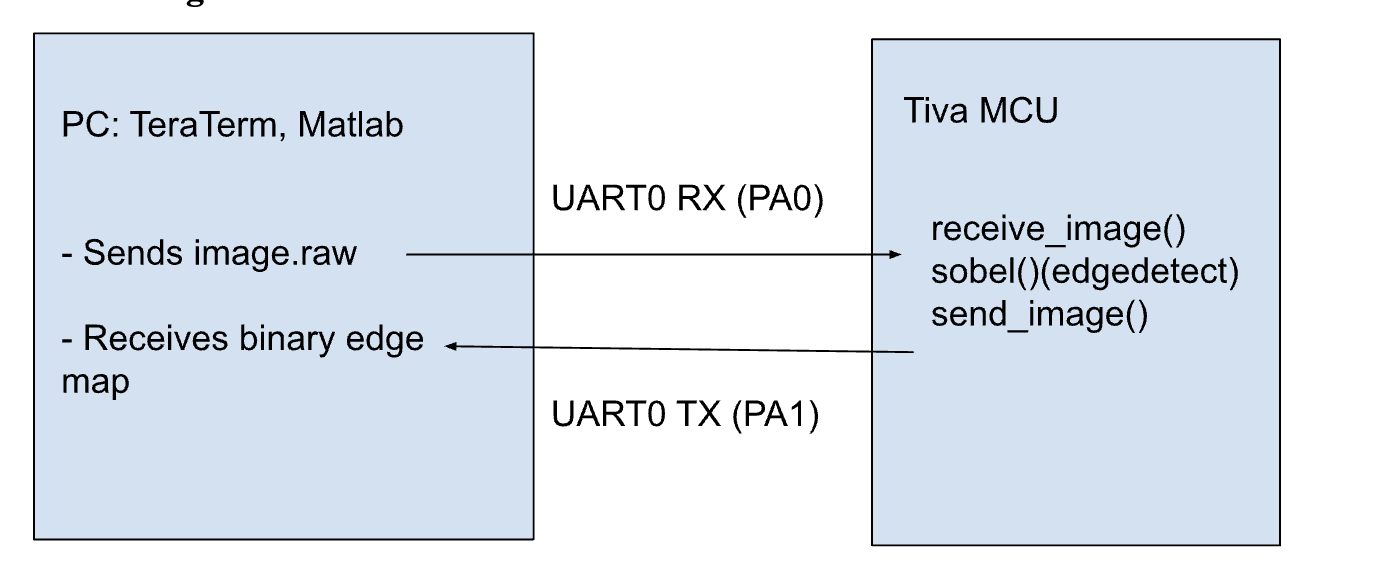 PC: TeraTerm, Matlab
- Sends image.raw
- Receives binary edge
map
UART0 RX (PA0)
UART0 TX (PA1)
Tiva MCU
receive_image()
sobel()(edgedetect)
send_image()